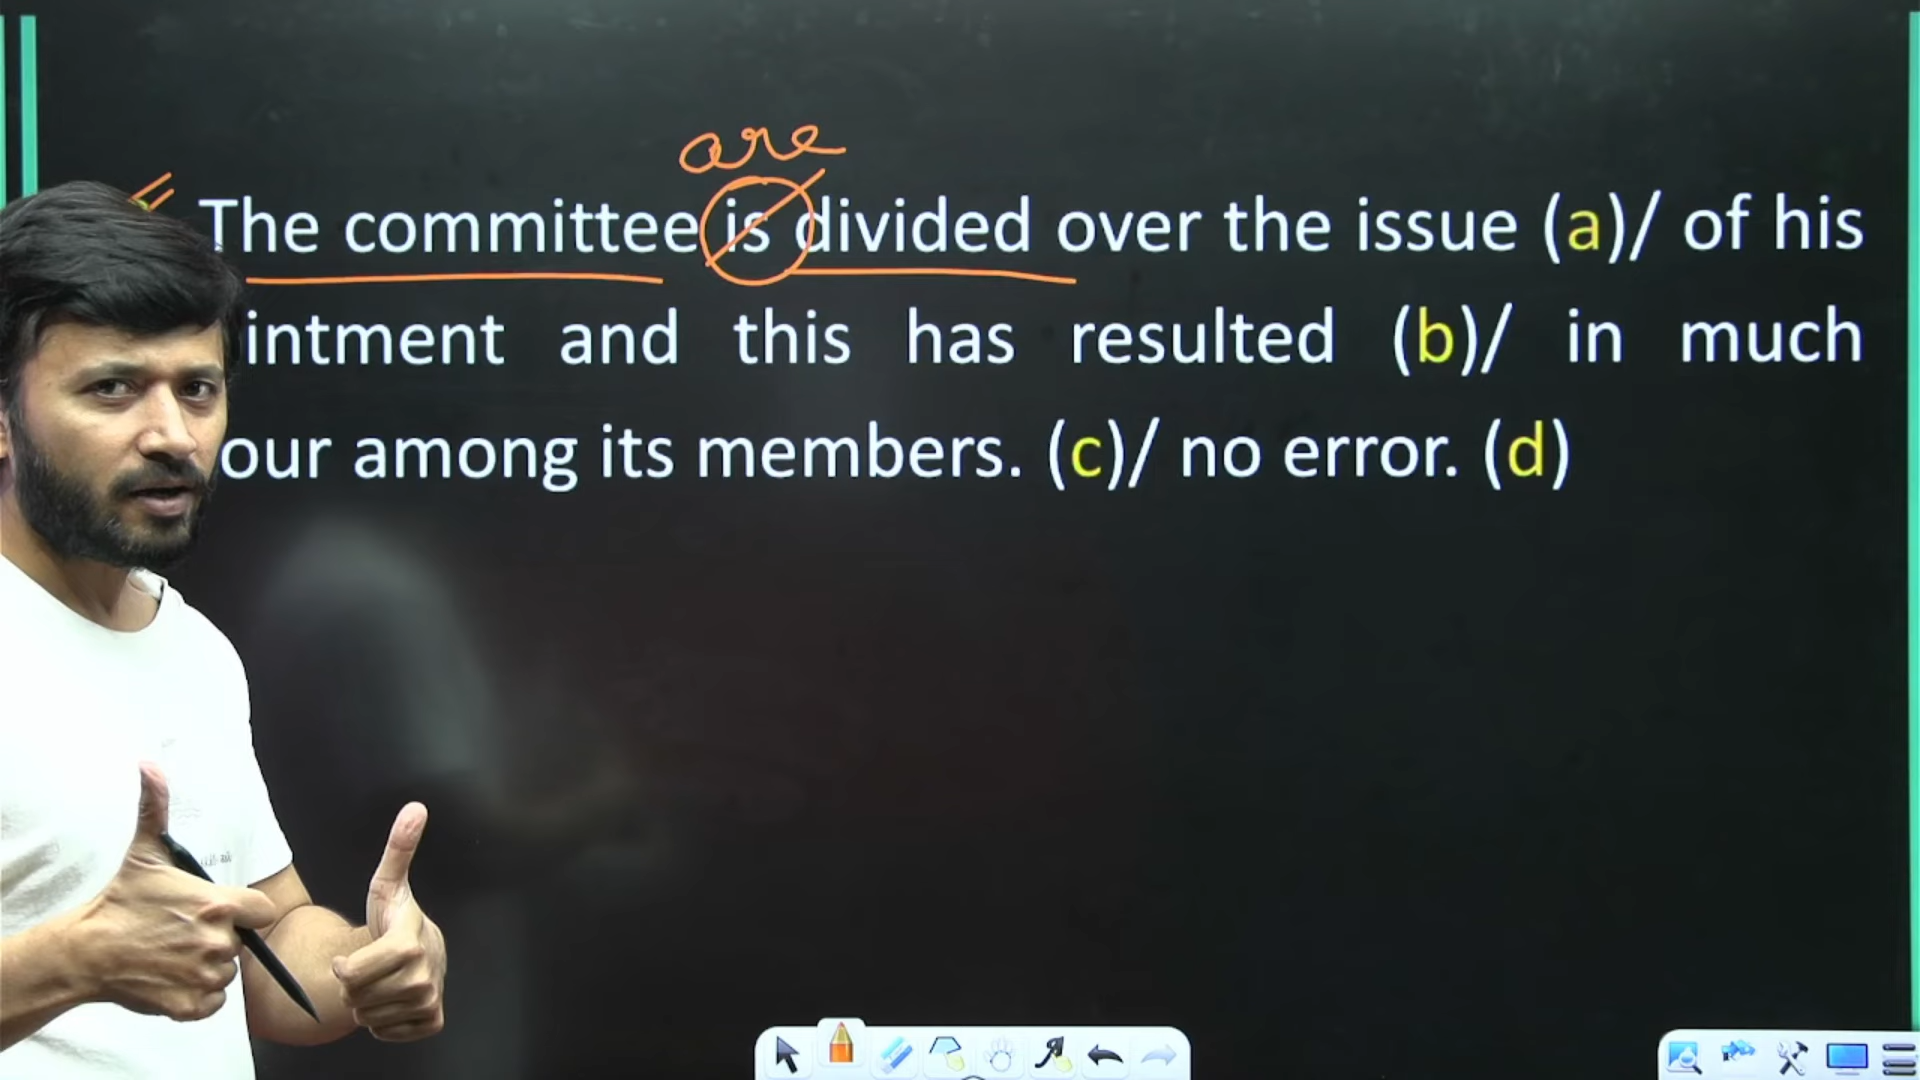 are
The committee is divided over the issue (a)/ of his
intment and this has resulted (b)/ in much
our among its members. (c)/ no error. (d)